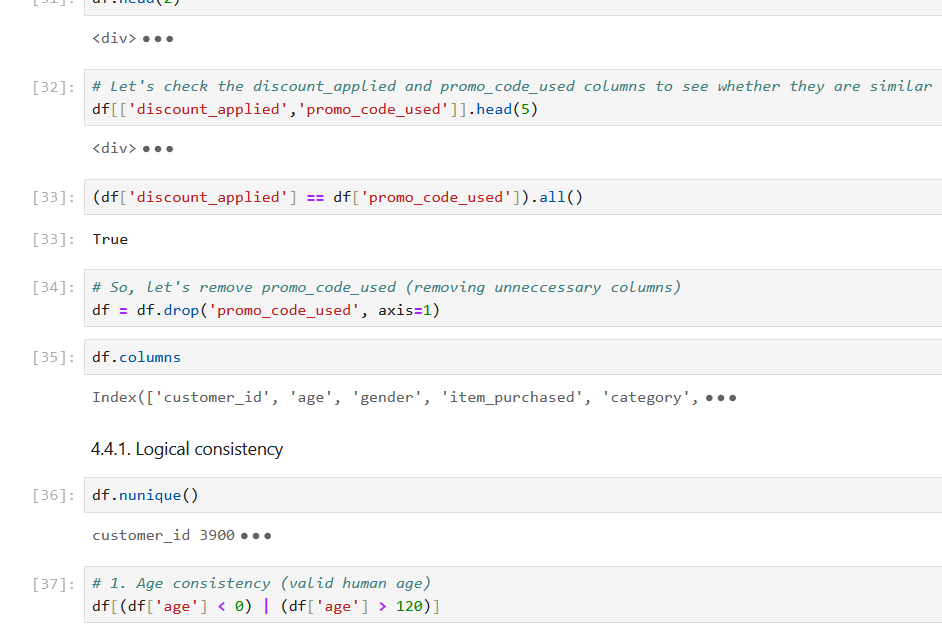 [31]: df.head(2)
<div> •••
[32]: # Let's check the discount_applied and promo_code_used columns to see whether they are similar
df[['discount_applied','promo_code_used']].head(5)
<div> •••
[33]: (df['discount_applied'] == df['promo_code_used']).all()
[33]: True
[34]: # So, let's remove promo_code_used (removing unneccessary columns)
df = df.drop('promo_code_used', axis=1)
[35]: df.columns
Index(['customer_id', 'age', 'gender', 'item_purchased', 'category', •••
4.4.1. Logical consistency
[36]: df.nunique()
customer_id 3900 •••
[37]: # 1. Age consistency (valid human age)
df[(df['age'] < 0) | (df['age'] > 120)]